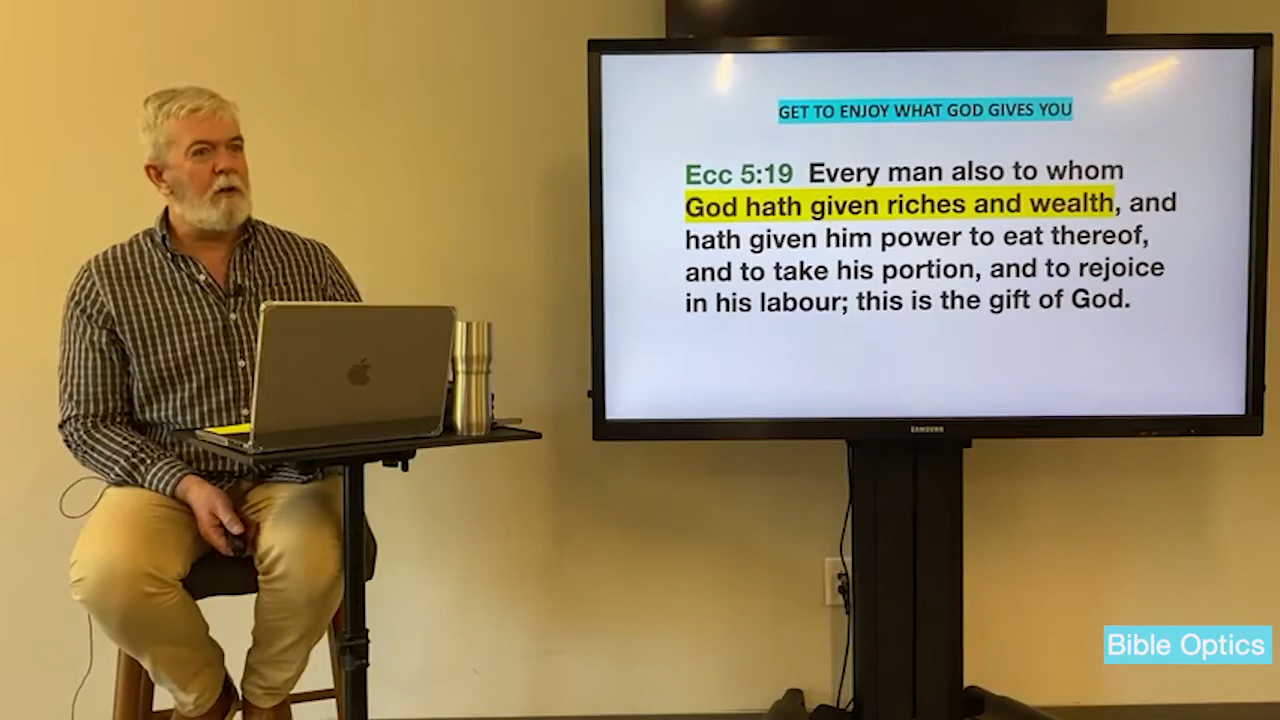 GET TO ENJOY WHAT GOD GIVES YOU
Ecc 5:19 Every man also to whom
God hath given riches and wealth, and
hath given him power to eat thereof,
and to take his portion, and to rejoice
in his labour; this is the gift of God.
SAMSUNG
Bible Optics